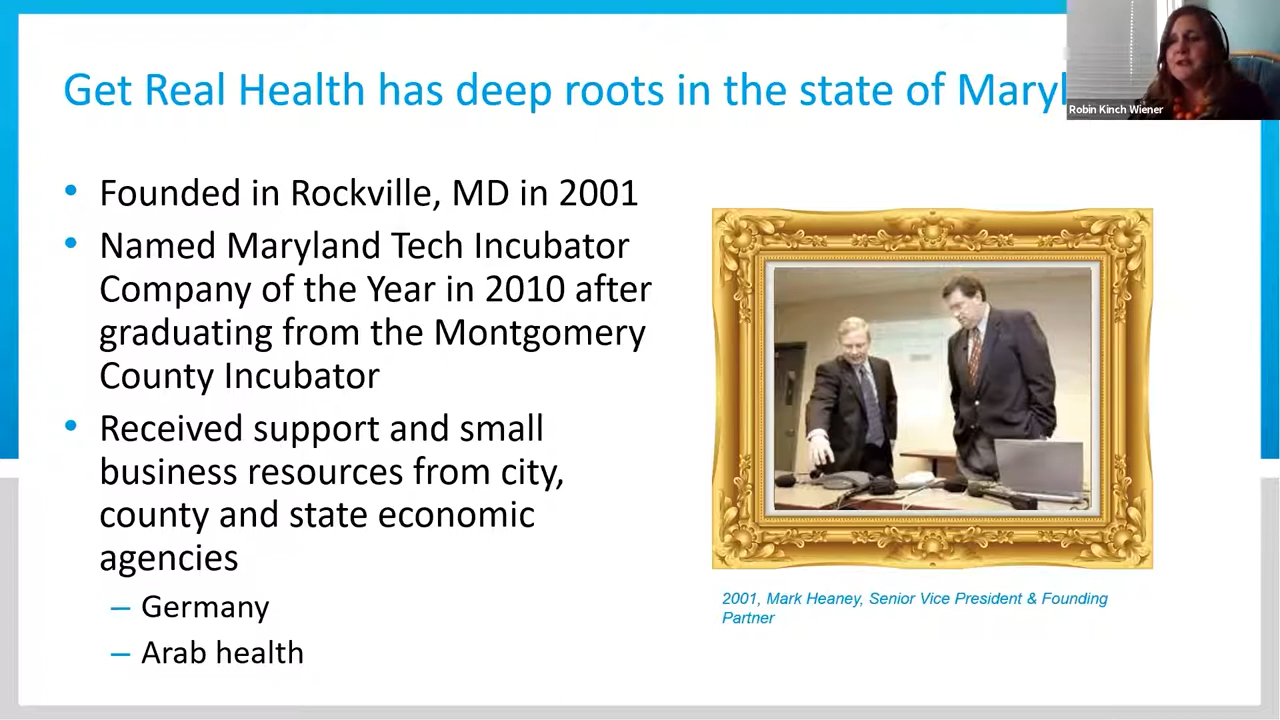 Get Real Health has deep roots in the state of Maryl
Robin Kinch Wiener
• Founded in Rockville, MD in 2001
• Named Maryland Tech Incubator
Company of the Year in 2010 after
graduating from the Montgomery
County Incubator
• Received support and small
business resources from city,
county and state economic
agencies
– Germany
– Arab health
2001, Mark Heaney, Senior Vice President & Founding
Partner